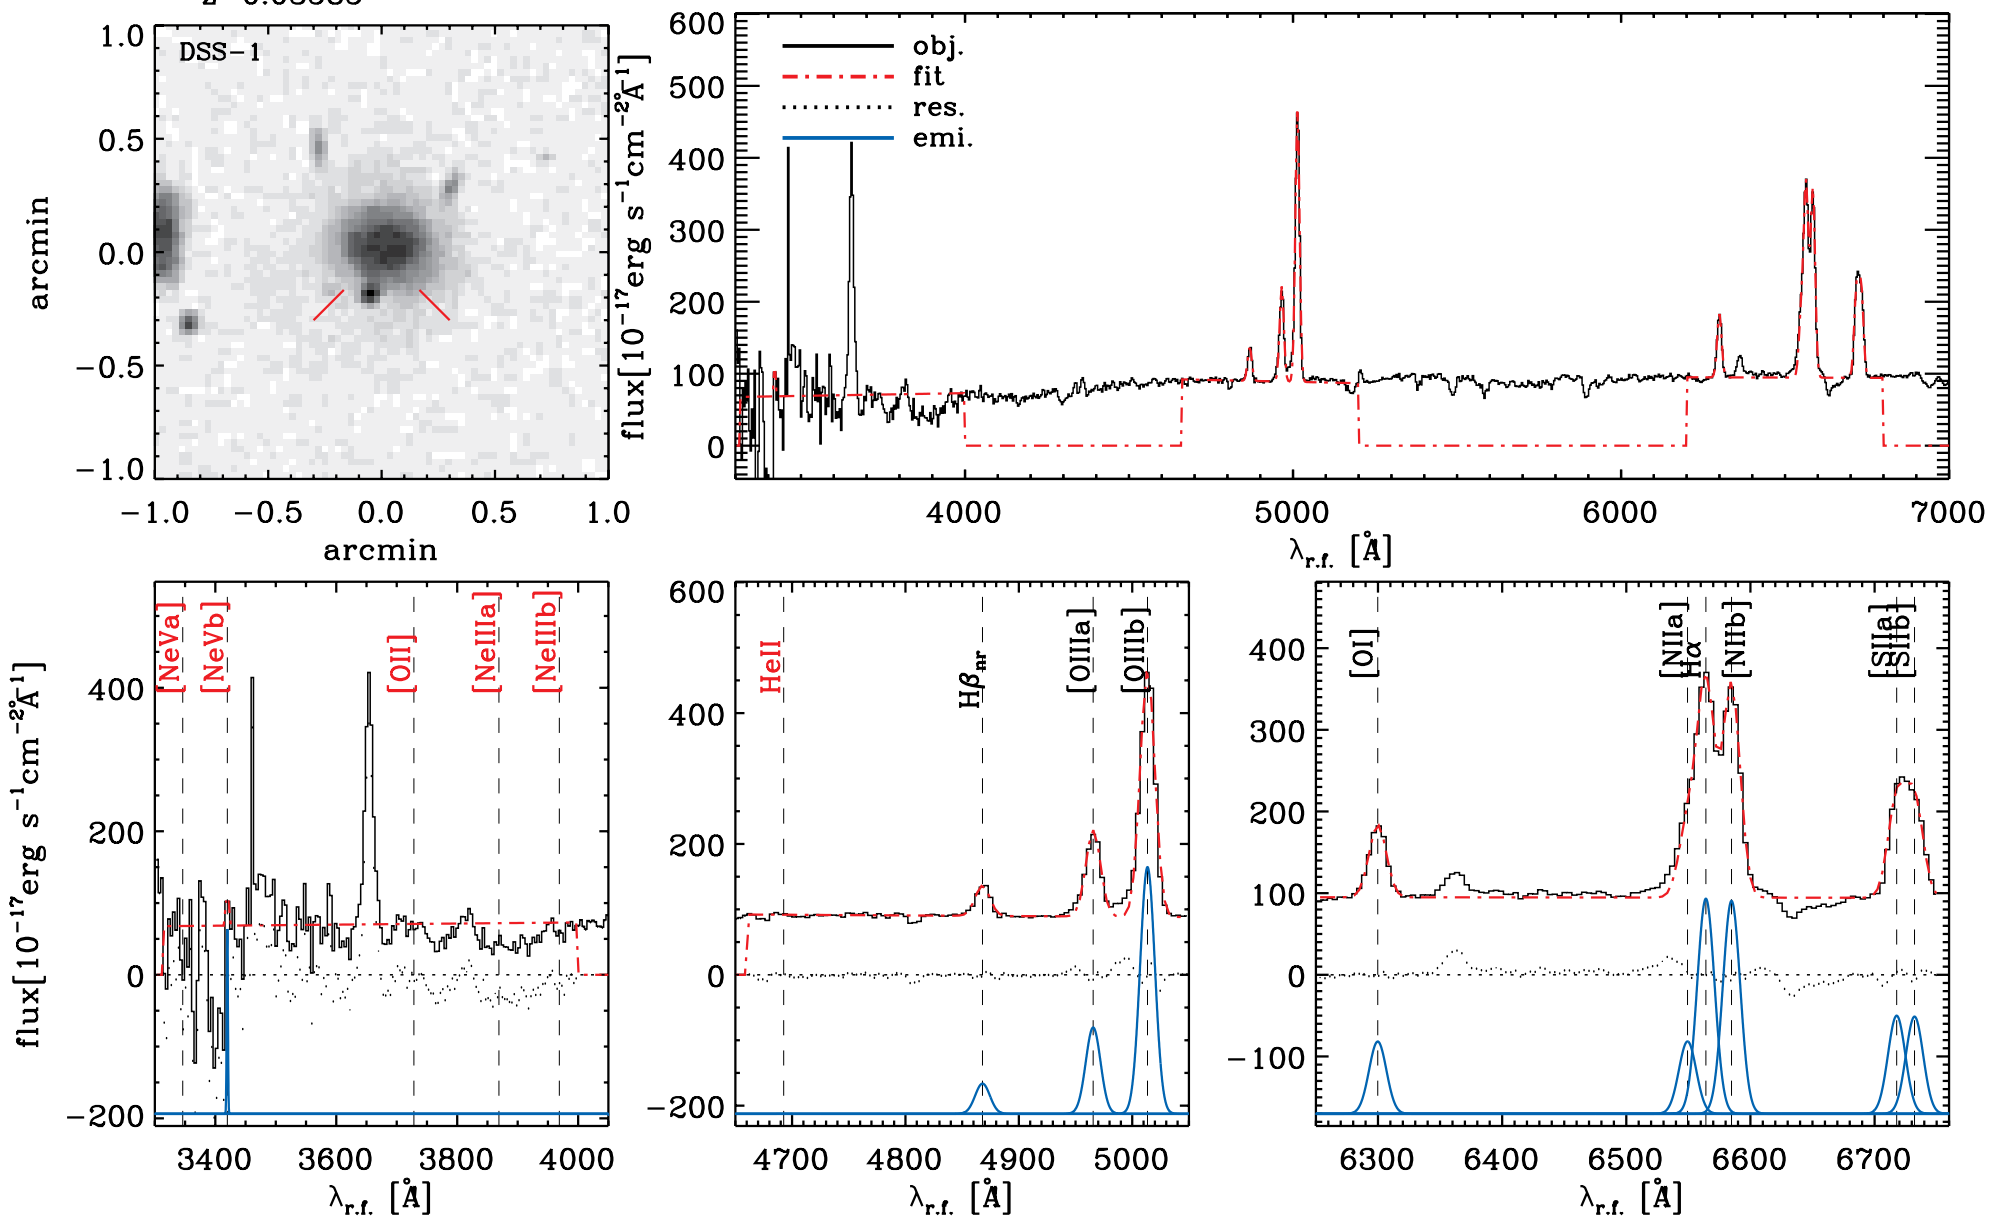 DSS-1
1.0
0.5
0.0
-0.5
-1.0
-1.0 -0.5 0.0 0.5 1.0
arcmin
arcmin
obj.
fit
res.
emi.
600
500
400
300
200
100
0
4000 5000 6000 7000
flux[10⁻¹⁷erg s⁻¹cm⁻²Å⁻¹]
λr.f. [Å]
[NeVa] [NeVb] [OII] [NeIIIa] [NeIIIb]
400
200
0
-200
3400 3600 3800 4000
flux[10⁻¹⁷erg s⁻¹cm⁻²Å⁻¹]
λr.f. [Å]
HeII Hβnr [OIIIa] [OIIIb]
600
400
200
0
-200
4700 4800 4900 5000
λr.f. [Å]
[OI] [NIIa] Hα [NIIb] [SIIa] [SIIb]
400
300
200
100
0
-100
6300 6400 6500 6600 6700
λr.f. [Å]